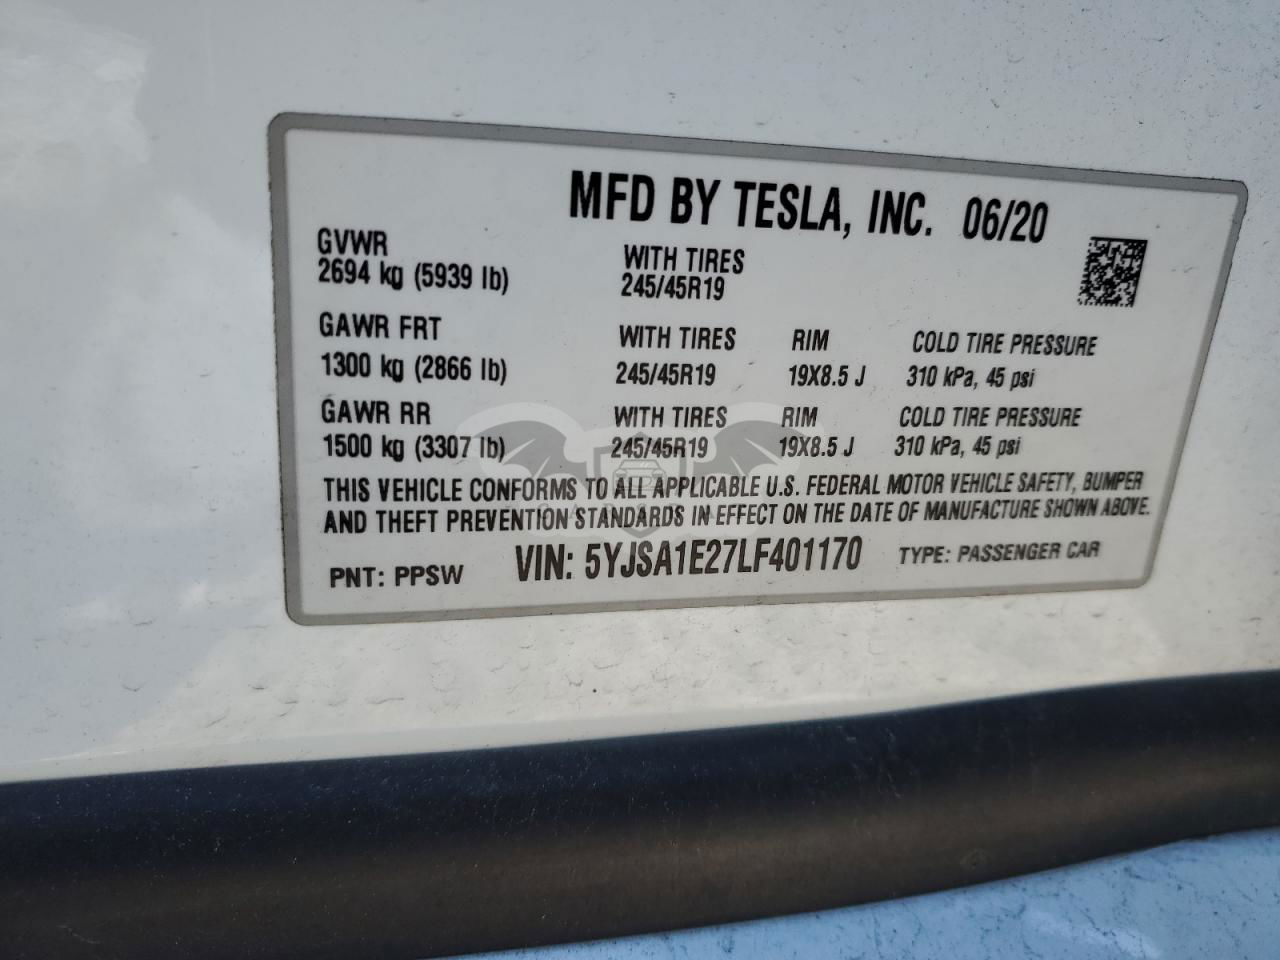 MFD BY TESLA, INC. 06/20
GVWR WITH TIRES
2694 kg (5939 lb) 245/45R19
GAWR FRT WITH TIRES RIM COLD TIRE PRESSURE
1300 kg (2866 lb) 245/45R19 19X8.5 J 310 kPa, 45 psi
GAWR RR WITH TIRES RIM COLD TIRE PRESSURE
1500 kg (3307 lb) 245/45R19 19X8.5 J 310 kPa, 45 psi
THIS VEHICLE CONFORMS TO ALL APPLICABLE U.S. FEDERAL MOTOR VEHICLE SAFETY, BUMPER
AND THEFT PREVENTION STANDARDS IN EFFECT ON THE DATE OF MANUFACTURE SHOWN ABOVE.
PNT: PPSW VIN: 5YJSA1E27LF401170 TYPE: PASSENGER CAR